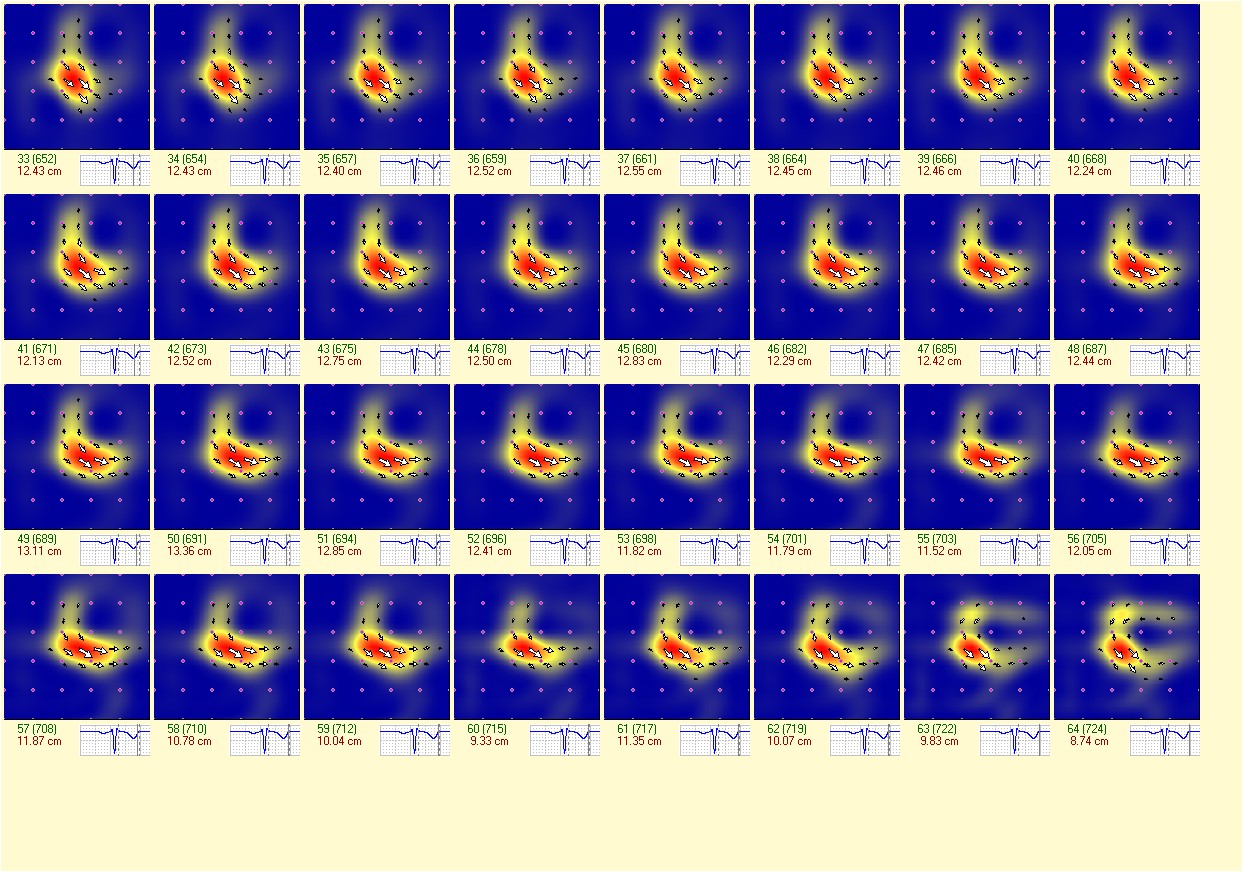 33 (652) 34 (654) 35 (657) 36 (659) 37 (661) 38 (664) 39 (666) 40 (668)
12.43 cm 12.43 cm 12.40 cm 12.52 cm 12.55 cm 12.45 cm 12.46 cm 12.24 cm
41 (671) 42 (673) 43 (675) 44 (678) 45 (680) 46 (682) 47 (685) 48 (687)
12.13 cm 12.52 cm 12.75 cm 12.50 cm 12.83 cm 12.29 cm 12.42 cm 12.44 cm
49 (689) 50 (691) 51 (694) 52 (696) 53 (698) 54 (701) 55 (703) 56 (705)
13.11 cm 13.36 cm 12.85 cm 12.41 cm 11.82 cm 11.79 cm 11.52 cm 12.05 cm
57 (708) 58 (710) 59 (712) 60 (715) 61 (717) 62 (719) 63 (722) 64 (724)
11.87 cm 10.78 cm 10.04 cm 9.33 cm 11.35 cm 10.07 cm 9.83 cm 8.74 cm